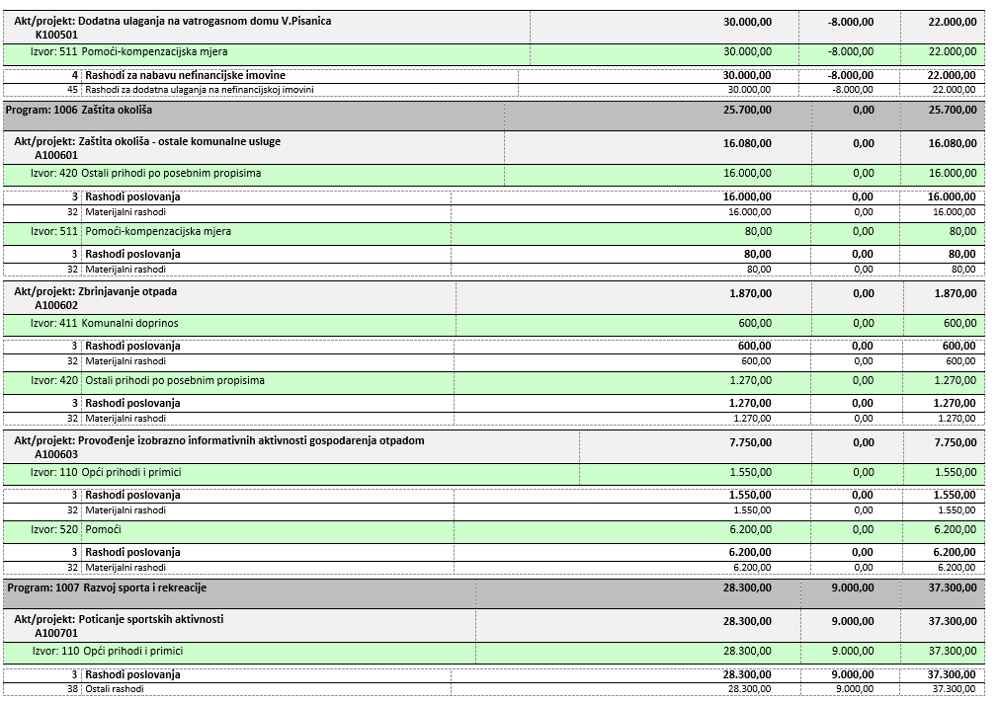 Akt/projekt: Dodatna ulaganja na vatrogasnom domu V.Pisanica 30.000,00 -8.000,00 22.000,00
K100501
Izvor: 511 Pomoći-kompenzacijska mjera 30.000,00 -8.000,00 22.000,00
4 Rashodi za nabavu nefinancijske imovine 30.000,00 -8.000,00 22.000,00
45 Rashodi za dodatna ulaganja na nefinancijskoj imovini 30.000,00 -8.000,00 22.000,00
Program: 1006 Zaštita okoliša 25.700,00 0,00 25.700,00
Akt/projekt: Zaštita okoliša - ostale komunalne usluge 16.080,00 0,00 16.080,00
A100601
Izvor: 420 Ostali prihodi po posebnim propisima 16.000,00 0,00 16.000,00
3 Rashodi poslovanja 16.000,00 0,00 16.000,00
32 Materijalni rashodi 16.000,00 0,00 16.000,00
Izvor: 511 Pomoći-kompenzacijska mjera 80,00 0,00 80,00
3 Rashodi poslovanja 80,00 0,00 80,00
32 Materijalni rashodi 80,00 0,00 80,00
Akt/projekt: Zbrinjavanje otpada 1.870,00 0,00 1.870,00
A100602
Izvor: 411 Komunalni doprinos 600,00 0,00 600,00
3 Rashodi poslovanja 600,00 0,00 600,00
32 Materijalni rashodi 600,00 0,00 600,00
Izvor: 420 Ostali prihodi po posebnim propisima 1.270,00 0,00 1.270,00
3 Rashodi poslovanja 1.270,00 0,00 1.270,00
32 Materijalni rashodi 1.270,00 0,00 1.270,00
Akt/projekt: Provođenje izobrazno informativnih aktivnosti gospodarenja otpadom 7.750,00 0,00 7.750,00
A100603
Izvor: 110 Opći prihodi i primici 1.550,00 0,00 1.550,00
3 Rashodi poslovanja 1.550,00 0,00 1.550,00
32 Materijalni rashodi 1.550,00 0,00 1.550,00
Izvor: 520 Pomoći 6.200,00 0,00 6.200,00
3 Rashodi poslovanja 6.200,00 0,00 6.200,00
32 Materijalni rashodi 6.200,00 0,00 6.200,00
Program: 1007 Razvoj sporta i rekreacije 28.300,00 9.000,00 37.300,00
Akt/projekt: Poticanje sportskih aktivnosti 28.300,00 9.000,00 37.300,00
A100701
Izvor: 110 Opći prihodi i primici 28.300,00 9.000,00 37.300,00
3 Rashodi poslovanja 28.300,00 9.000,00 37.300,00
38 Ostali rashodi 28.300,00 9.000,00 37.300,00